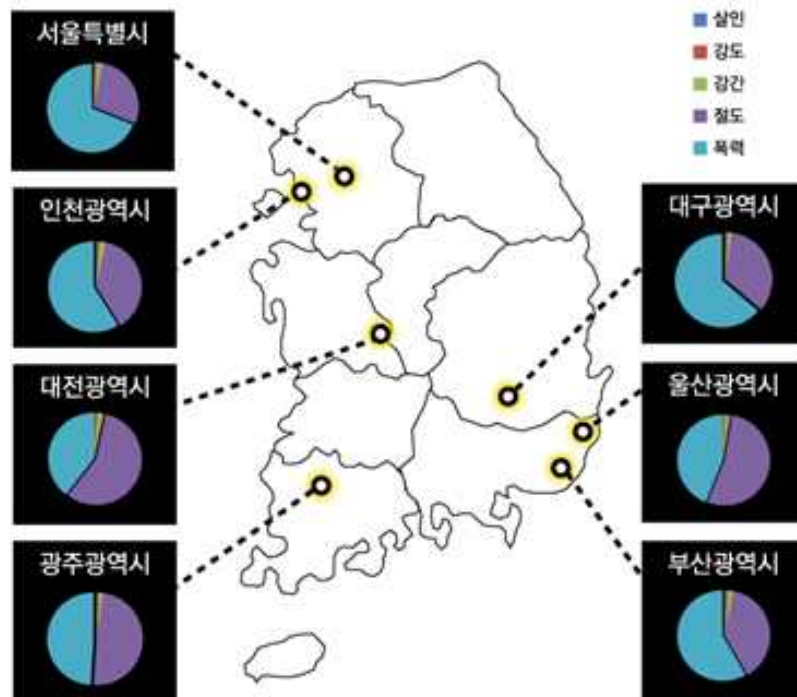 서울특별시
살인
강도
강간
절도
폭력
인천광역시
대구광역시
대전광역시
울산광역시
광주광역시
부산광역시